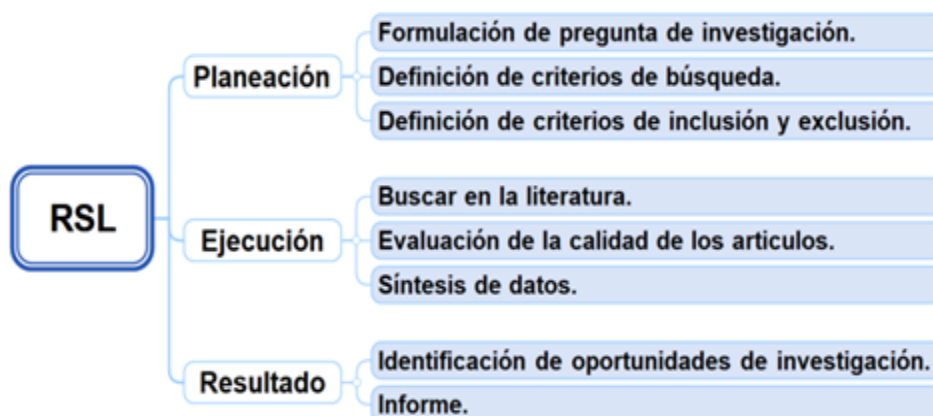 RSL
Planeación
Formulación de pregunta de investigación.
Definición de criterios de búsqueda.
Definición de criterios de inclusión y exclusión.
Ejecución
Buscar en la literatura.
Evaluación de la calidad de los articulos.
Síntesis de datos.
Resultado
Identificación de oportunidades de investigación.
Informe.